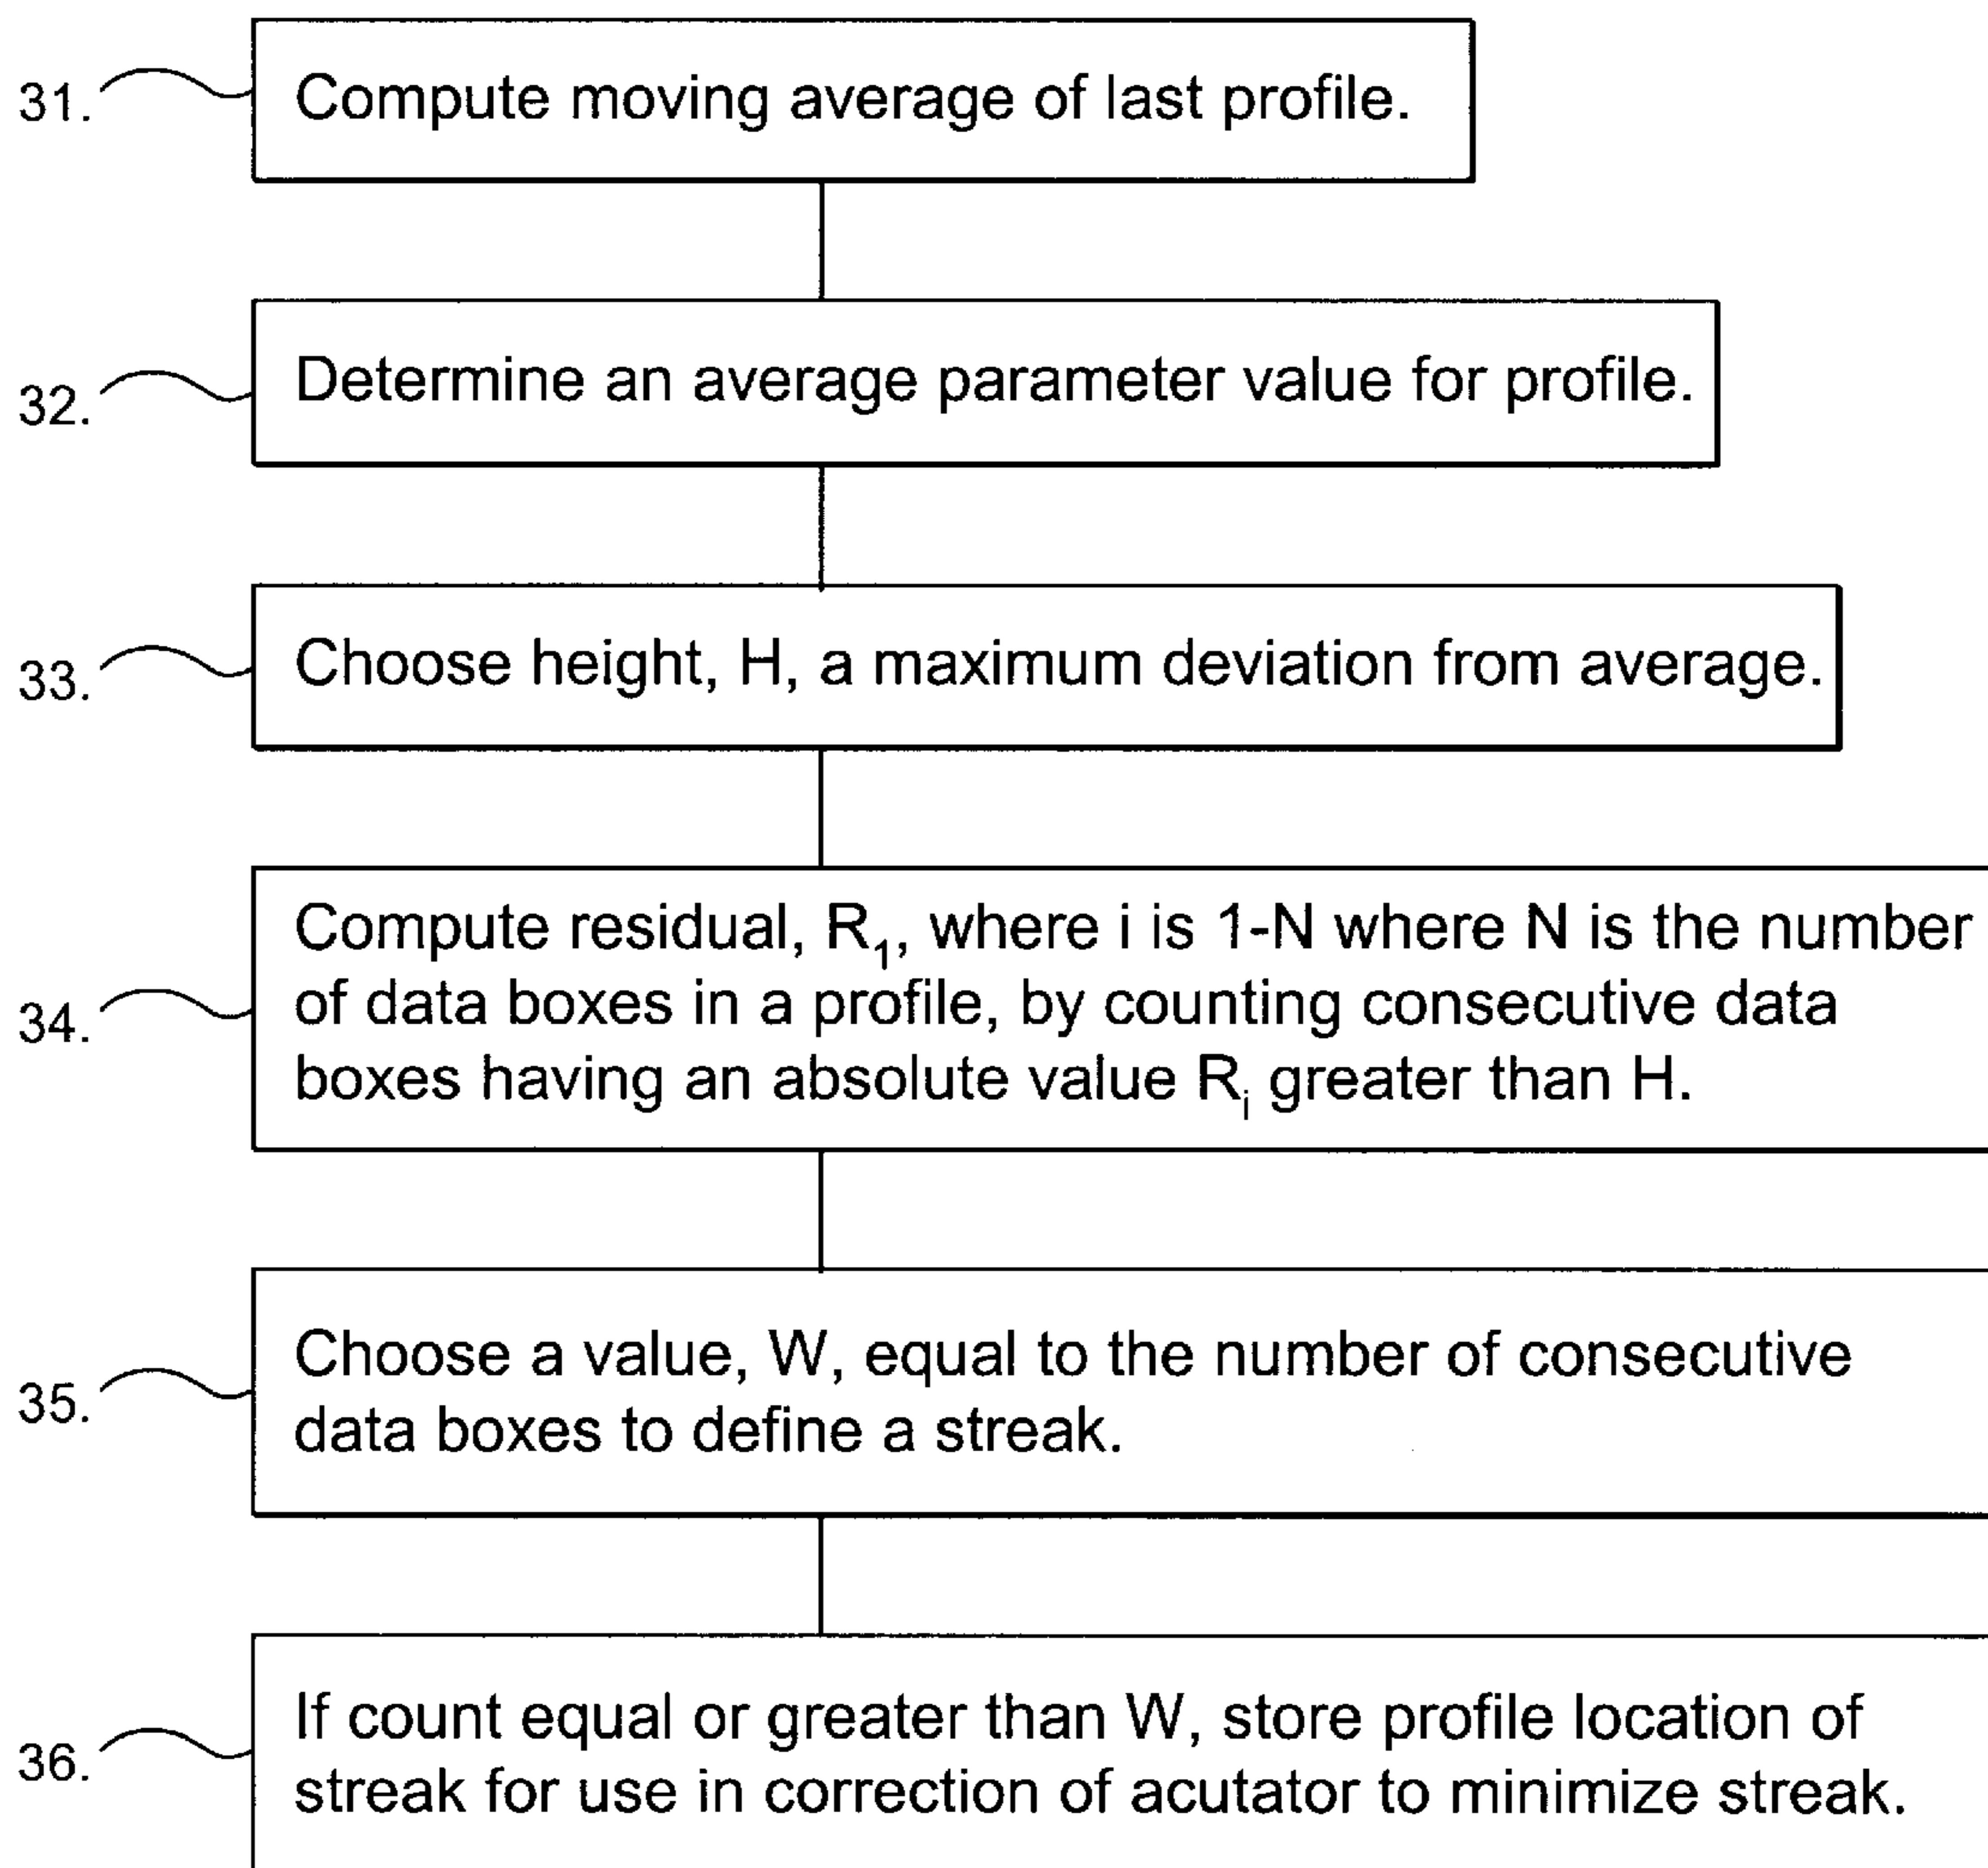 31. Compute moving average of last profile.
32. Determine an average parameter value for profile.
33. Choose height, H, a maximum deviation from average.
34. Compute residual, R₁, where i is 1-N where N is the number
of data boxes in a profile, by counting consecutive data
boxes having an absolute value Rᵢ greater than H.
35. Choose a value, W, equal to the number of consecutive
data boxes to define a streak.
36. If count equal or greater than W, store profile location of
streak for use in correction of acutator to minimize streak.